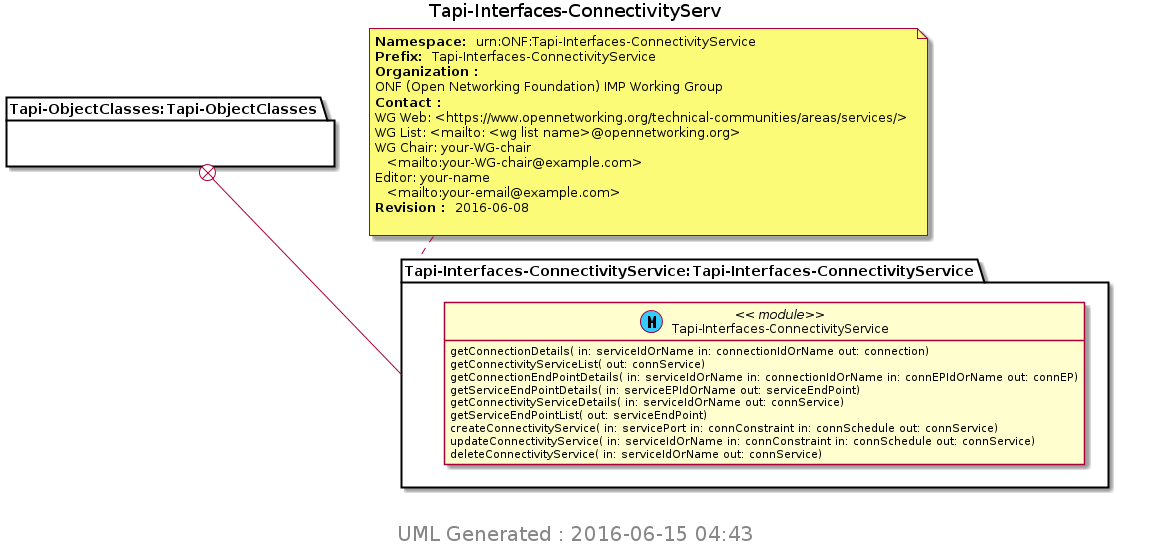 Tapi-Interfaces-ConnectivityServ
Namespace: urn:ONF:Tapi-Interfaces-ConnectivityService
Prefix: Tapi-Interfaces-ConnectivityService
Organization :
ONF (Open Networking Foundation) IMP Working Group
Contact :
WG Web: <https://www.opennetworking.org/technical-communities/areas/services/>
WG List: <mailto: <wg list name>@opennetworking.org>
WG Chair: your-WG-chair
<mailto:your-WG-chair@example.com>
Editor: your-name
<mailto:your-email@example.com>
Revision : 2016-06-08
Tapi-ObjectClasses:Tapi-ObjectClasses
Tapi-Interfaces-ConnectivityService:Tapi-Interfaces-ConnectivityService
M
<< module>>
Tapi-Interfaces-ConnectivityService
getConnectionDetails( in: serviceIdOrName in: connectionIdOrName out: connection)
getConnectivityServiceList( out: connService)
getConnectionEndPointDetails( in: serviceIdOrName in: connectionIdOrName in: connEPIdOrName out: connEP)
getServiceEndPointDetails( in: serviceEPIdOrName out: serviceEndPoint)
getConnectivityServiceDetails( in: serviceIdOrName out: connService)
getServiceEndPointList( out: serviceEndPoint)
createConnectivityService( in: servicePort in: connConstraint in: connSchedule out: connService)
updateConnectivityService( in: serviceIdOrName in: connConstraint in: connSchedule out: connService)
deleteConnectivityService( in: serviceIdOrName out: connService)
UML Generated : 2016-06-15 04:43